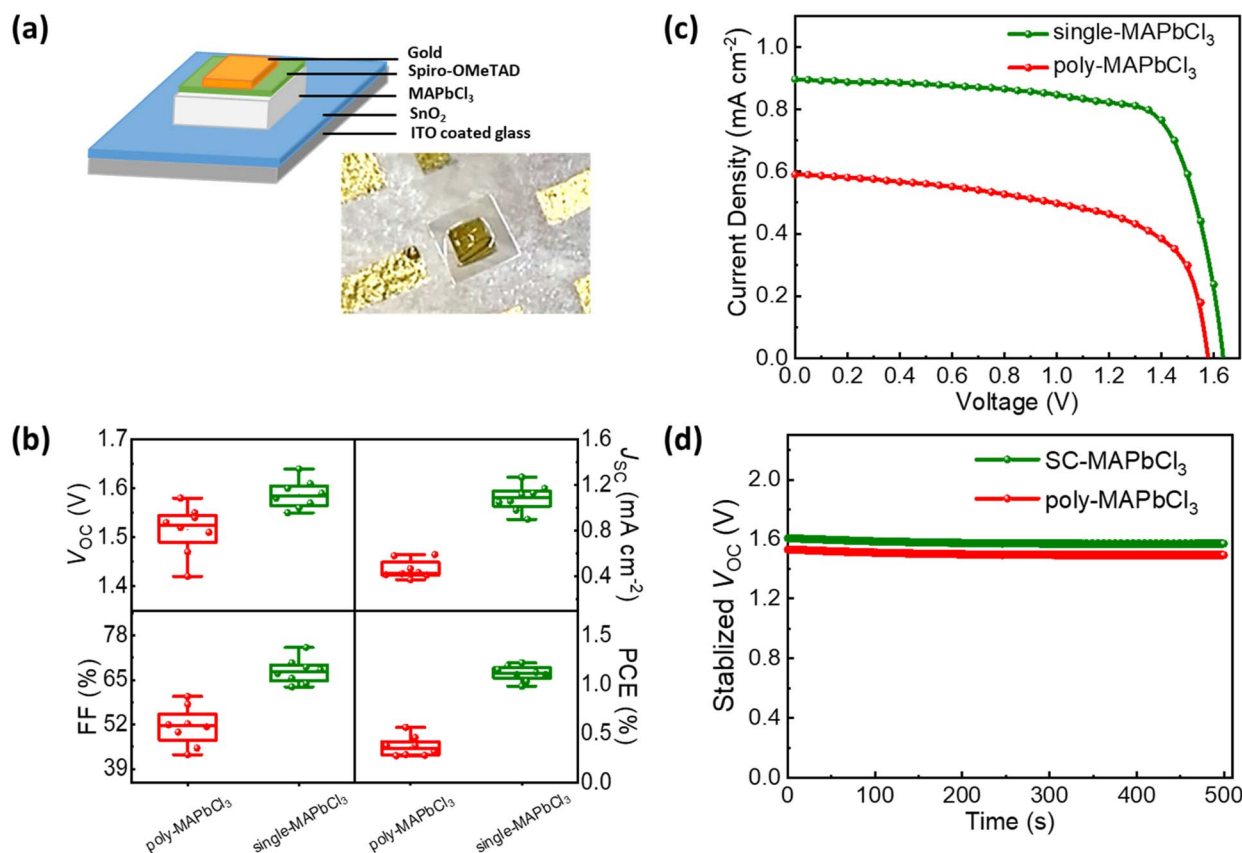 (a)
Gold
Spiro-OMeTAD
MAPbCl₃
SnO₂
ITO coated glass
(b)
V_OC (V)
1.7
1.6
1.5
1.4
J_SC (mA cm⁻²)
1.6
1.2
0.8
0.4
FF (%)
78
65
52
39
PCE (%)
1.5
1.0
0.5
0.0
poly-MAPbCl₃
single-MAPbCl₃
poly-MAPbCl₃
single-MAPbCl₃
(c)
single-MAPbCl₃
poly-MAPbCl₃
Current Density (mA cm⁻²)
1.0
0.8
0.6
0.4
0.2
0.0
0.0 0.2 0.4 0.6 0.8 1.0 1.2 1.4 1.6
Voltage (V)
(d)
SC-MAPbCl₃
poly-MAPbCl₃
Stablized V_OC (V)
2.0
1.6
1.2
0.8
0.4
0.0
0 100 200 300 400 500
Time (s)